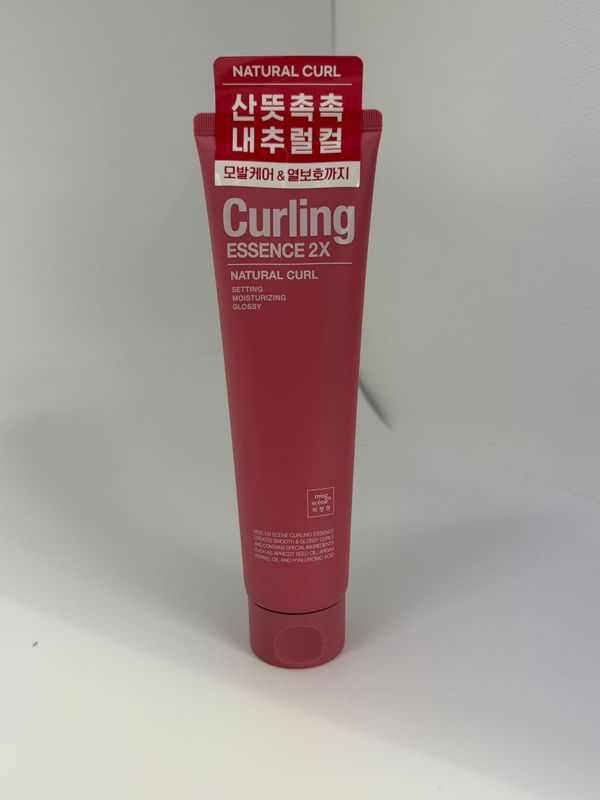 NATURAL CURL
산뜻촉촉
내추럴컬
모발케어 & 열보호까지
Curling
ESSENCE 2X
NATURAL CURL
SETTING
MOISTURIZING
GLOSSY
mise
en
scène
미쟝센
MISE EN SCÈNE CURLING ESSENCE
CREATES SMOOTH & GLOSSY CURLS
AND CONTAINS SPECIAL INGREDIENTS
SUCH AS APRICOT SEED OIL, ARGAN
KERNEL OIL AND HYALURONIC ACID